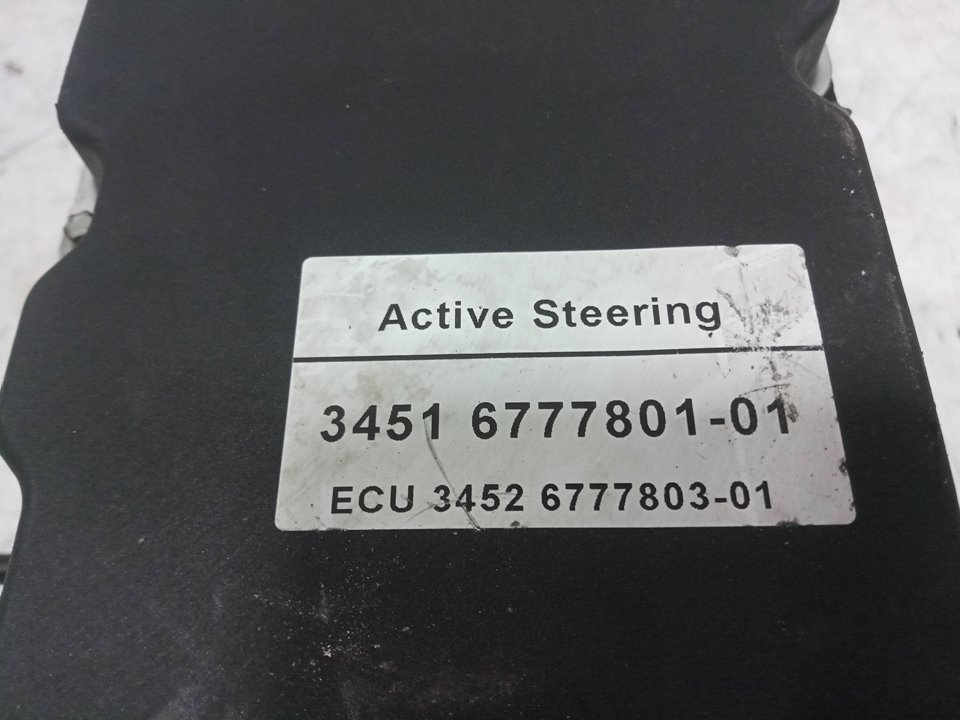 Active Steering
3451 6777801-01
ECU 3452 6777803-01